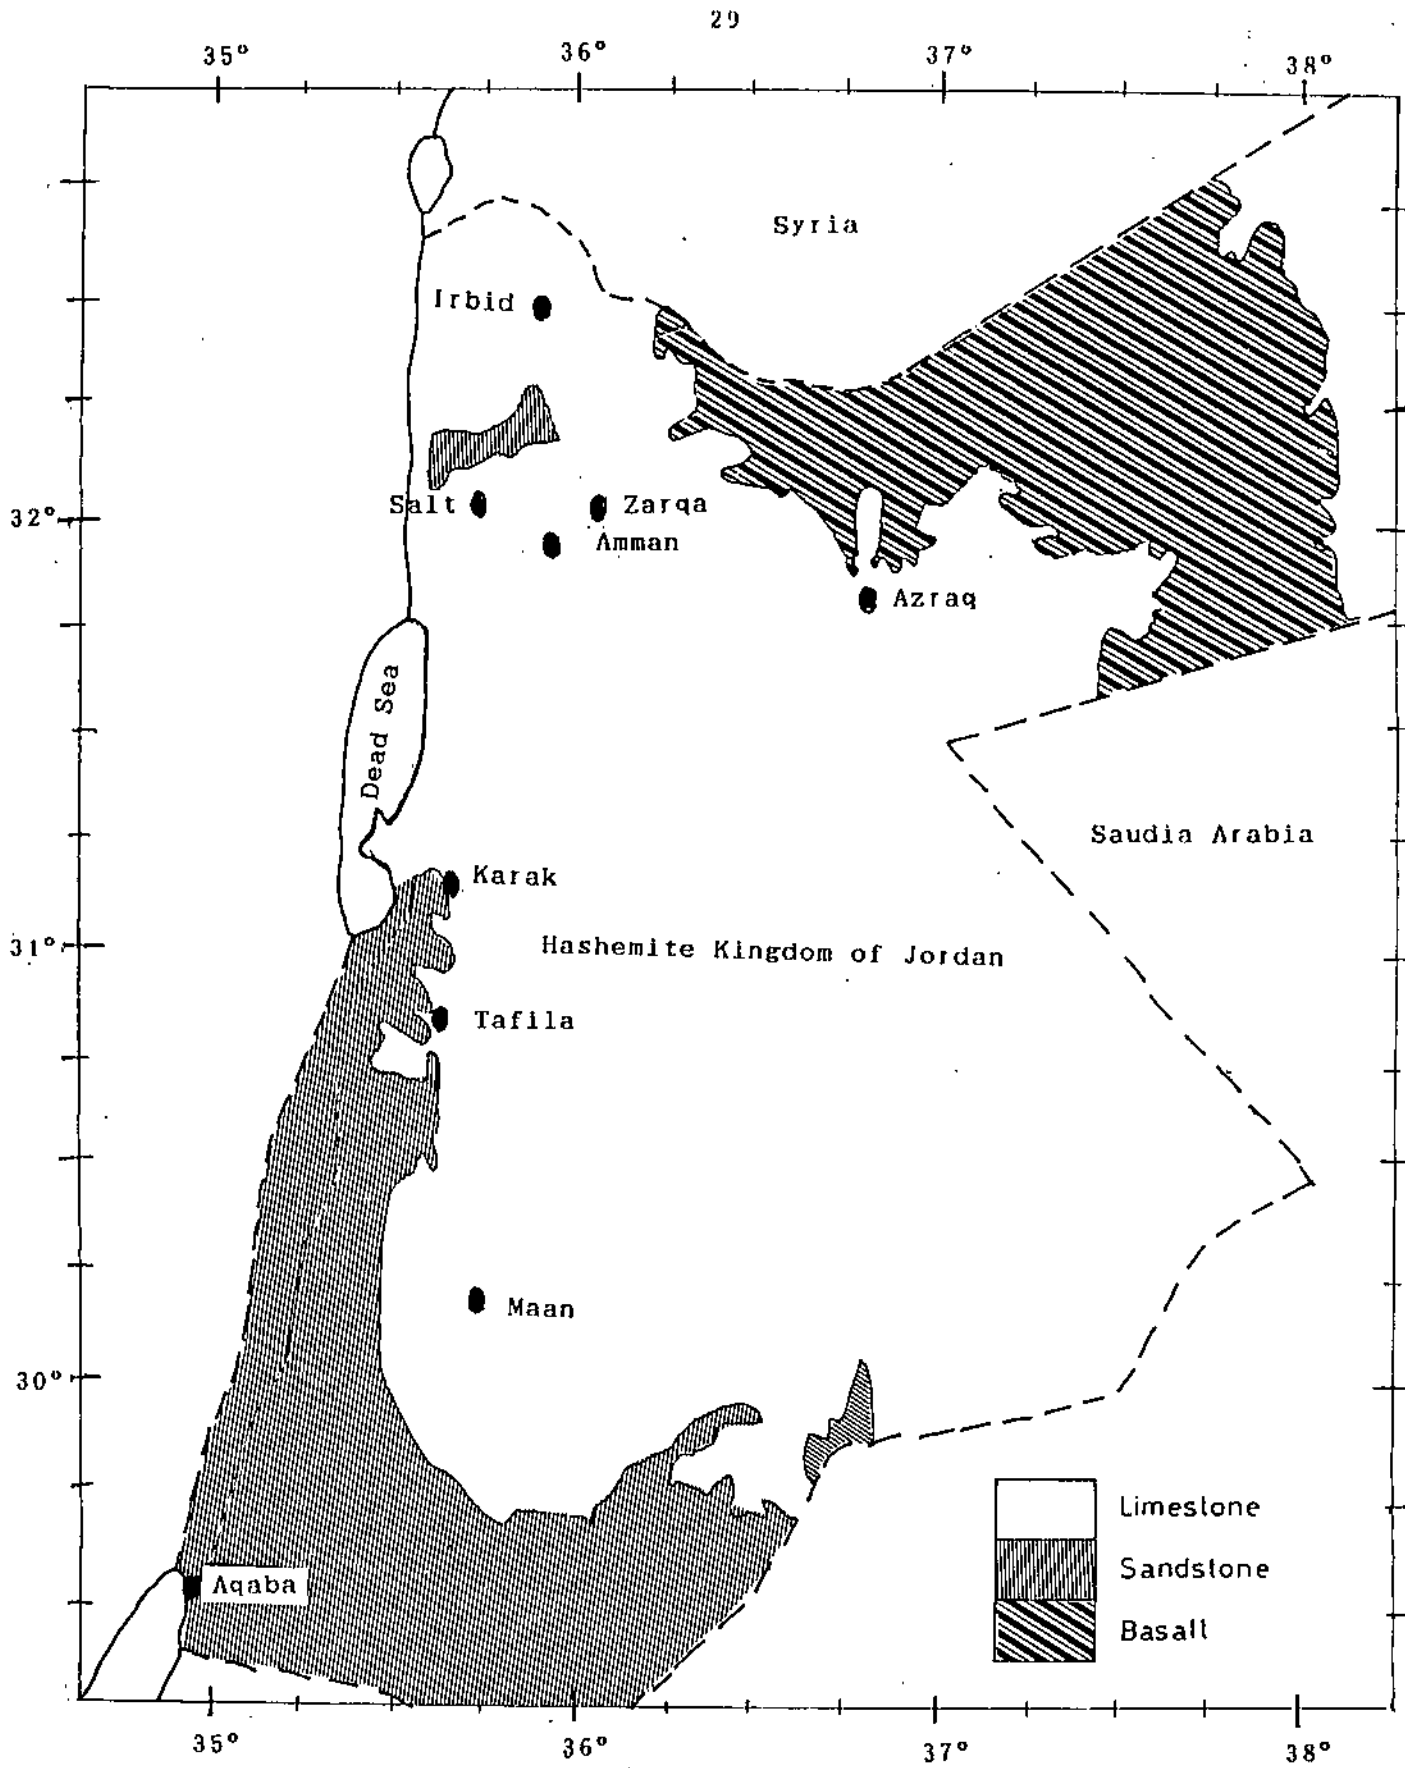 29
35° 36° 37° 38°
Syria
Irbid
Salt Zarqa
32°
Amman
Azraq
Dead Sea
Saudia Arabia
Karak
31°
Hashemite Kingdom of Jordan
Tafila
Maan
30°
Limestone
Sandstone
Aqaba
Basalt
35° 36° 37° 38°